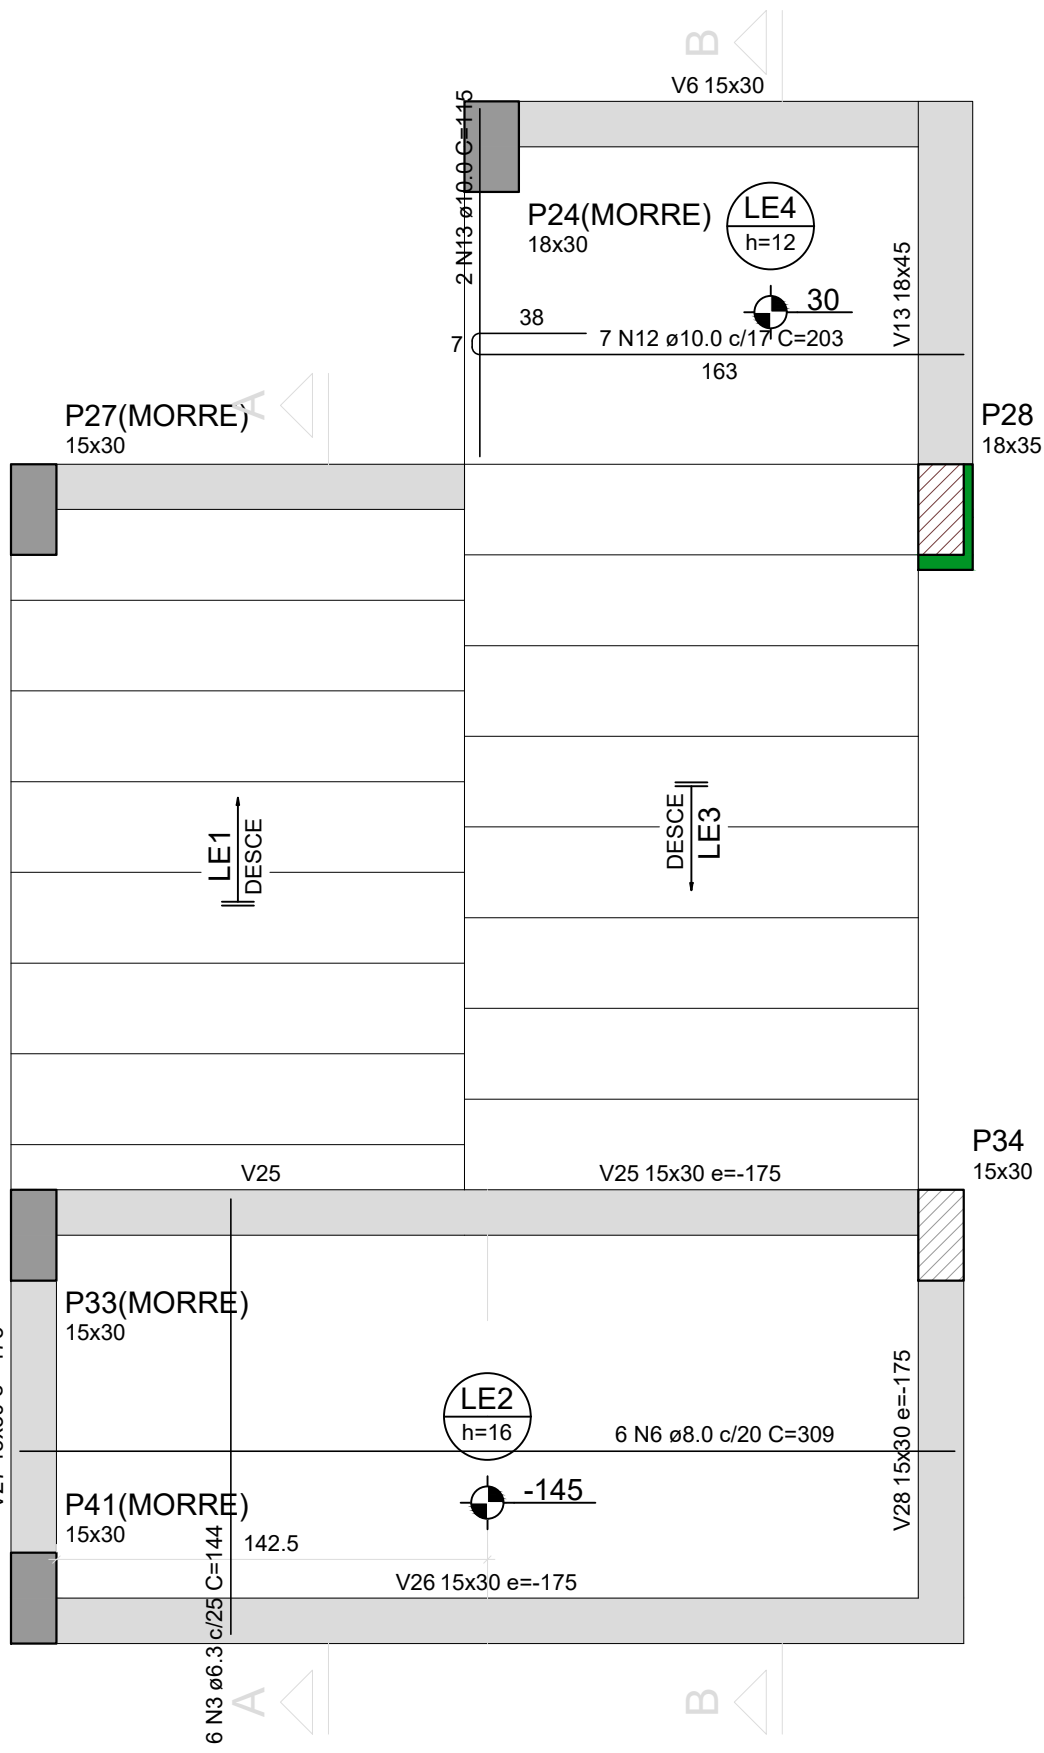 B
V6 15x30
2 N13 ø10.0 C=115
P24(MORRE)
18x30
LE4
h=12
V13 18x45
30
38
7 N12 ø10.0 c/17 C=203
7
163
A
P27(MORRE)
15x30
P28
18x35
LE1
DESCE
DESCE
LE3
P34
15x30
V25
V25 15x30 e=-175
P33(MORRE)
15x30
LE2
h=16
6 N6 ø8.0 c/20 C=309
V28 15x30 e=-175
-145
P41(MORRE)
15x30
142.5
V26 15x30 e=-175
6 N3 ø6.3 c/25 C=144
A
B